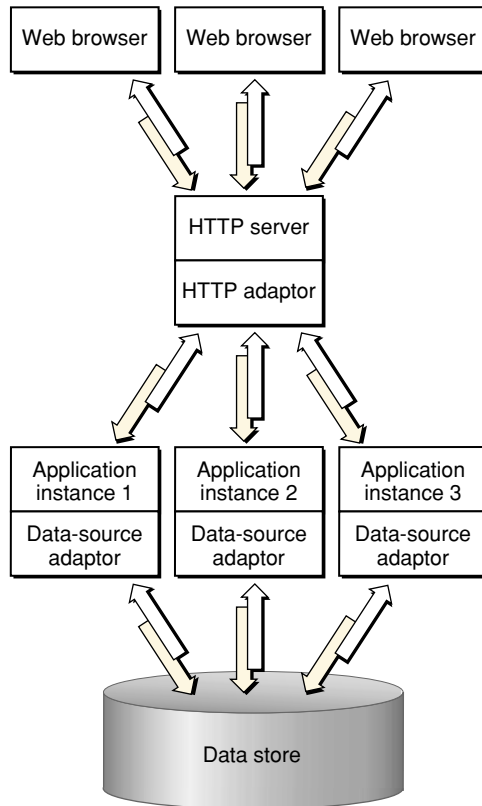 Web browser
Web browser
Web browser
HTTP server
HTTP adaptor
Application
instance 1
Data-source
adaptor
Application
instance 2
Data-source
adaptor
Application
instance 3
Data-source
adaptor
Data store